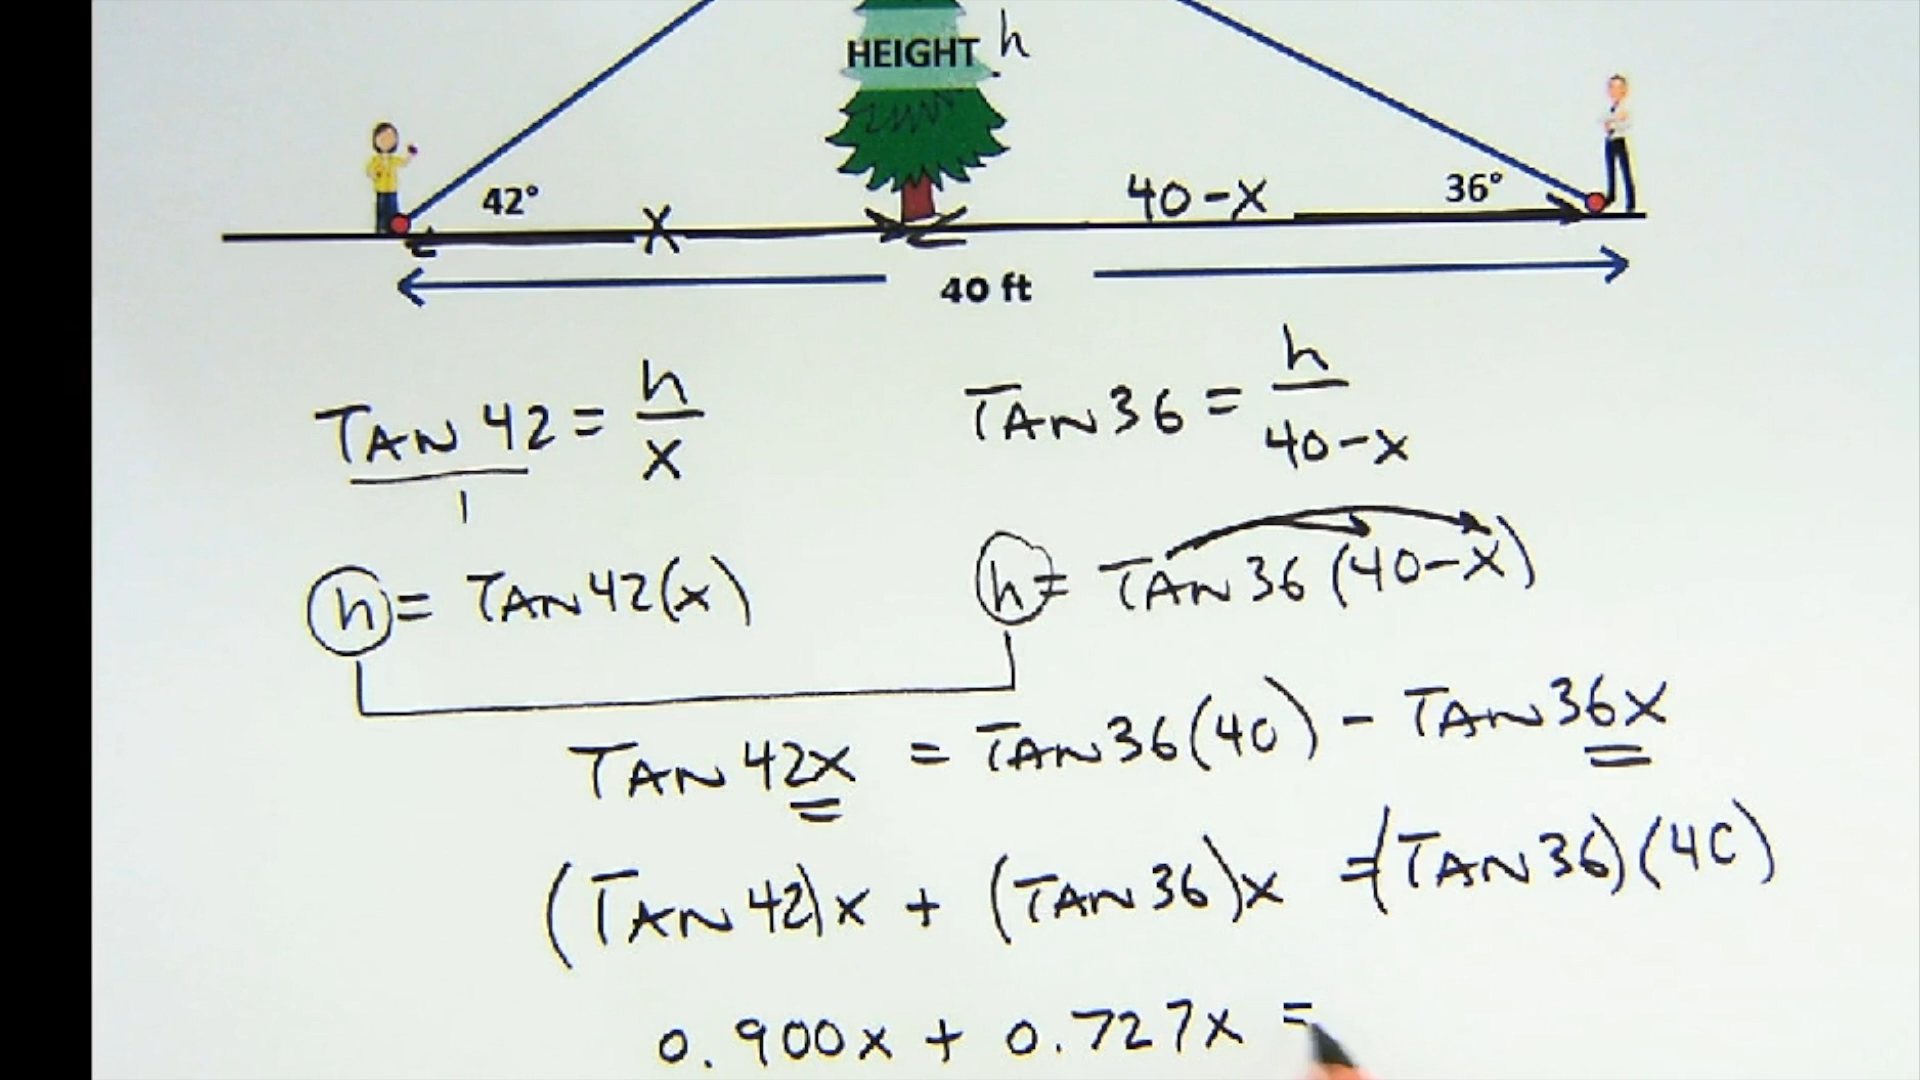 HEIGHT h
42° X 40-X 36°
40 ft
TAN 42 = h/x
1
TAN 36 = h/40-x
h = TAN 42(x)
h = TAN 36 (40-x)
TAN 42x = TAN 36(40) - TAN 36x
(TAN 42)x + (TAN 36)x = (TAN 36)(40)
0.900x + 0.727x =